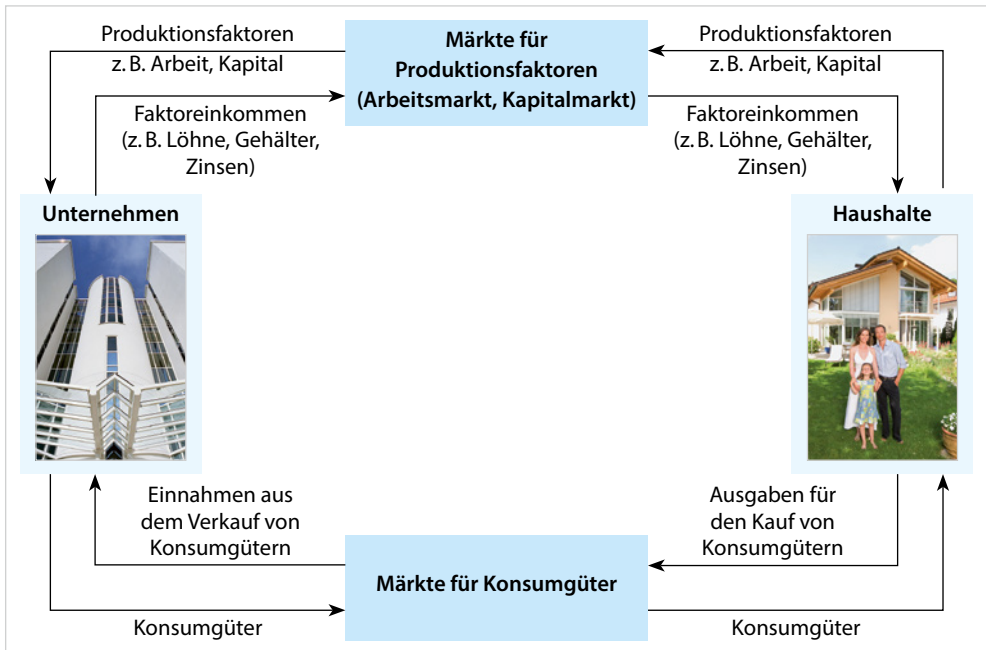 Produktionsfaktoren
z. B. Arbeit, Kapital
Märkte für
Produktionsfaktoren
(Arbeitsmarkt, Kapitalmarkt)
Produktionsfaktoren
z. B. Arbeit, Kapital
Faktoreinkommen
(z. B. Löhne, Gehälter,
Zinsen)
Faktoreinkommen
(z. B. Löhne, Gehälter,
Zinsen)
Unternehmen
Haushalte
Einnahmen aus
dem Verkauf von
Konsumgütern
Ausgaben für
den Kauf von
Konsumgütern
Märkte für Konsumgüter
Konsumgüter
Konsumgüter